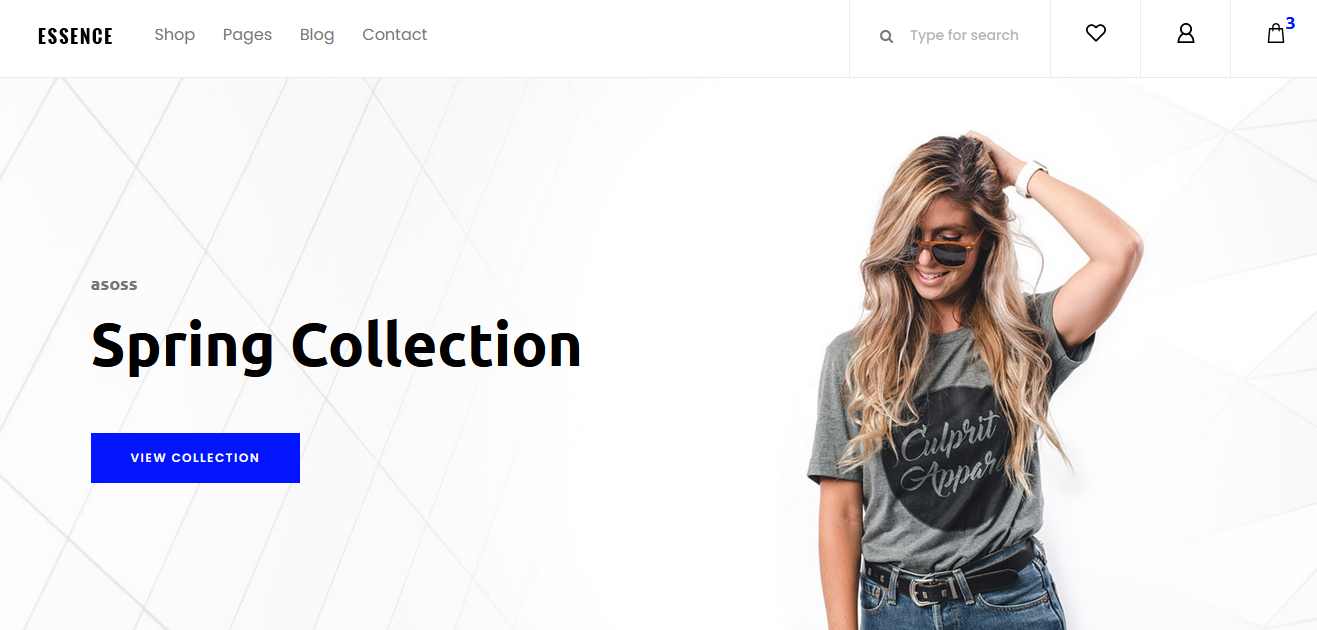 ESSENCE
Shop
Pages
Blog
Contact
Type for search
3
asoss
Spring Collection
VIEW COLLECTION
Culprit
Apparel